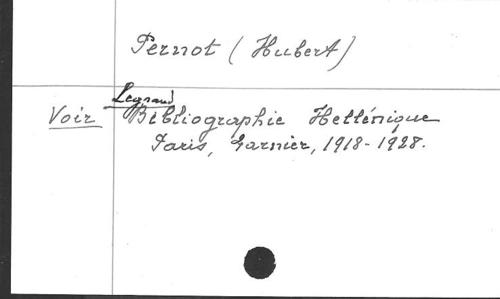 Pernot (Hubert)
Legrand
Voir Bibliographie Hellénique
Paris, Garnier, 1918-1928.